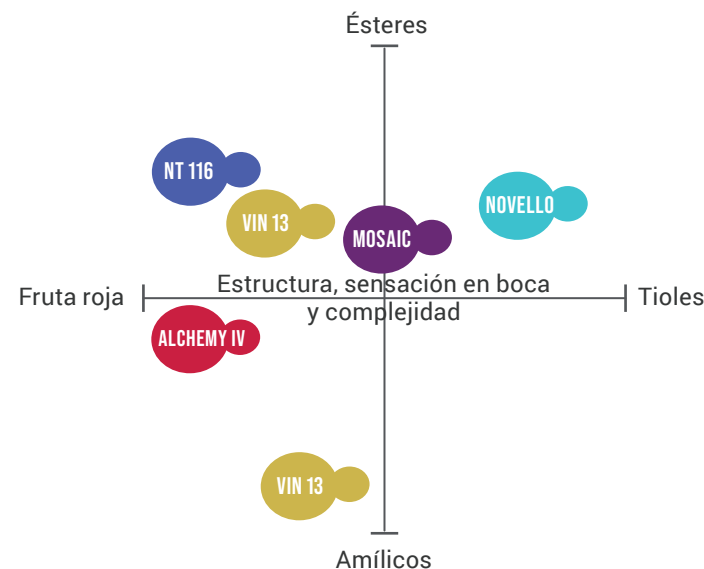 Ésteres
NT 116
VIN 13
NOVELLO
MOSAIC
Estructura, sensación en boca
y complejidad
Fruta roja
Tioles
ALCHEMY IV
VIN 13
Amílicos